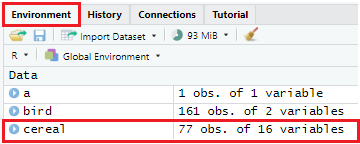 Environment History Connections Tutorial
Import Dataset 93 MiB
R Global Environment
Data
a 1 obs. of 1 variable
bird 161 obs. of 2 variables
cereal 77 obs. of 16 variables